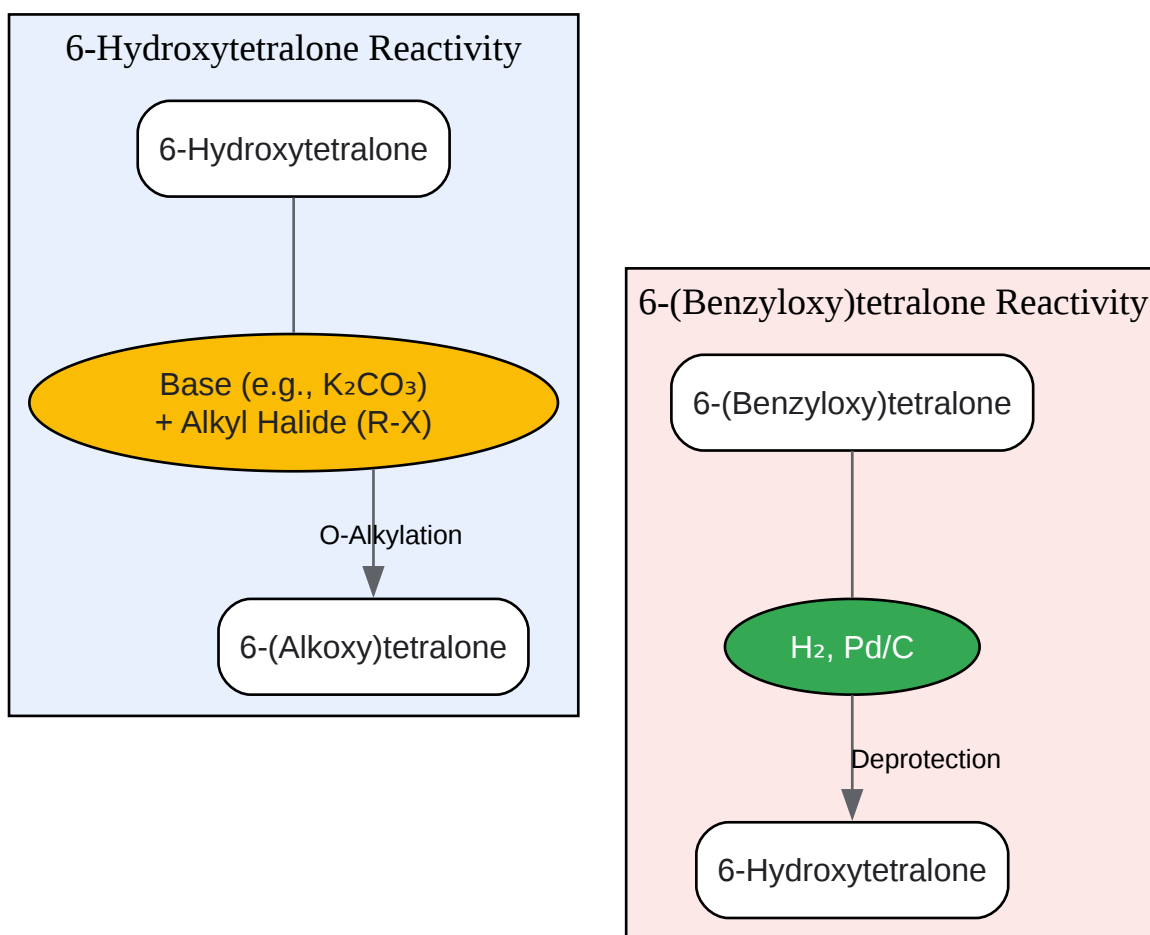 6-Hydroxytetralone Reactivity
6-Hydroxytetralone
Base (e.g., K₂CO₃)
+ Alkyl Halide (R-X)
O-Alkylation
6-(Alkoxy)tetralone
6-(Benzyloxy)tetralone Reactivity
6-(Benzyloxy)tetralone
H₂, Pd/C
Deprotection
6-Hydroxytetralone